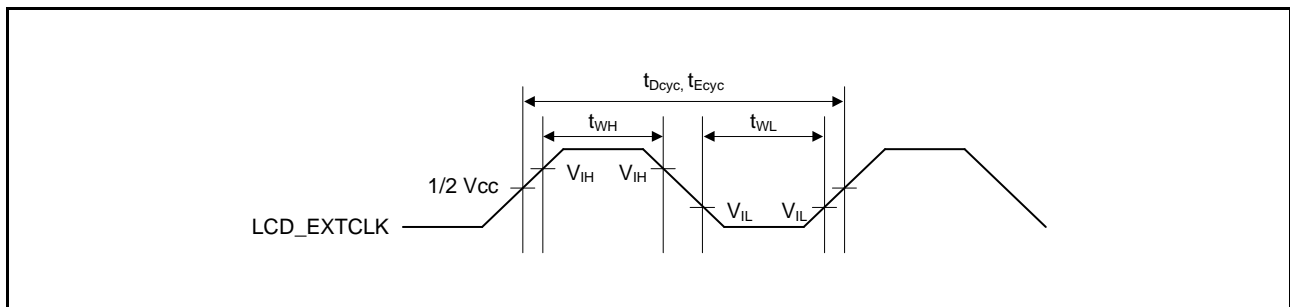 tDcyc, tEcyc
tWH
tWL
VIH
VIH
1/2 Vcc
VIL
VIL
LCD_EXTCLK